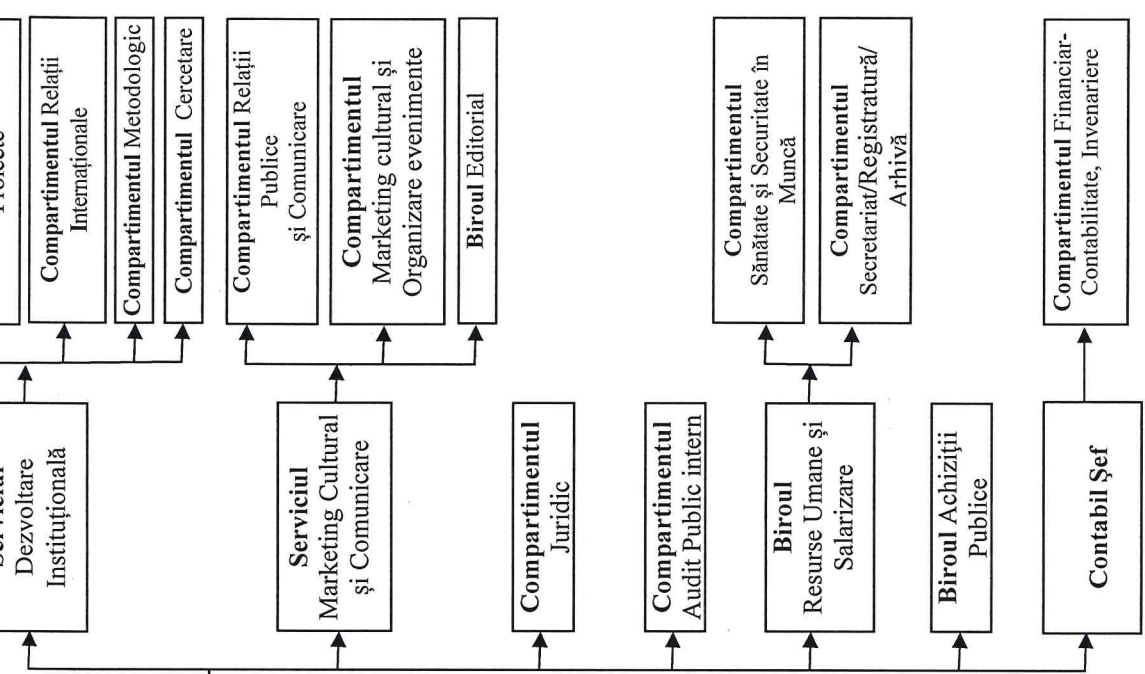 Proiecte
Serviciul
Dezvoltare
Instituțională
Compartimentul Relații
Internaționale
Compartimentul Metodologic
Compartimentul Cercetare
Serviciul
Marketing Cultural
și Comunicare
Compartimentul Relații
Publice
și Comunicare
Compartimentul
Marketing cultural și
Organizare evenimente
Biroul Editorial
Compartimentul
Juridic
Compartimentul
Audit Public intern
Biroul
Resurse Umane și
Salarizare
Compartimentul
Sănătate și Securitate în
Muncă
Compartimentul
Secretariat/Registratură/
Arhivă
Biroul Achiziții
Publice
Contabil Șef
Compartimentul Financiar-
Contabilitate, Invenariere